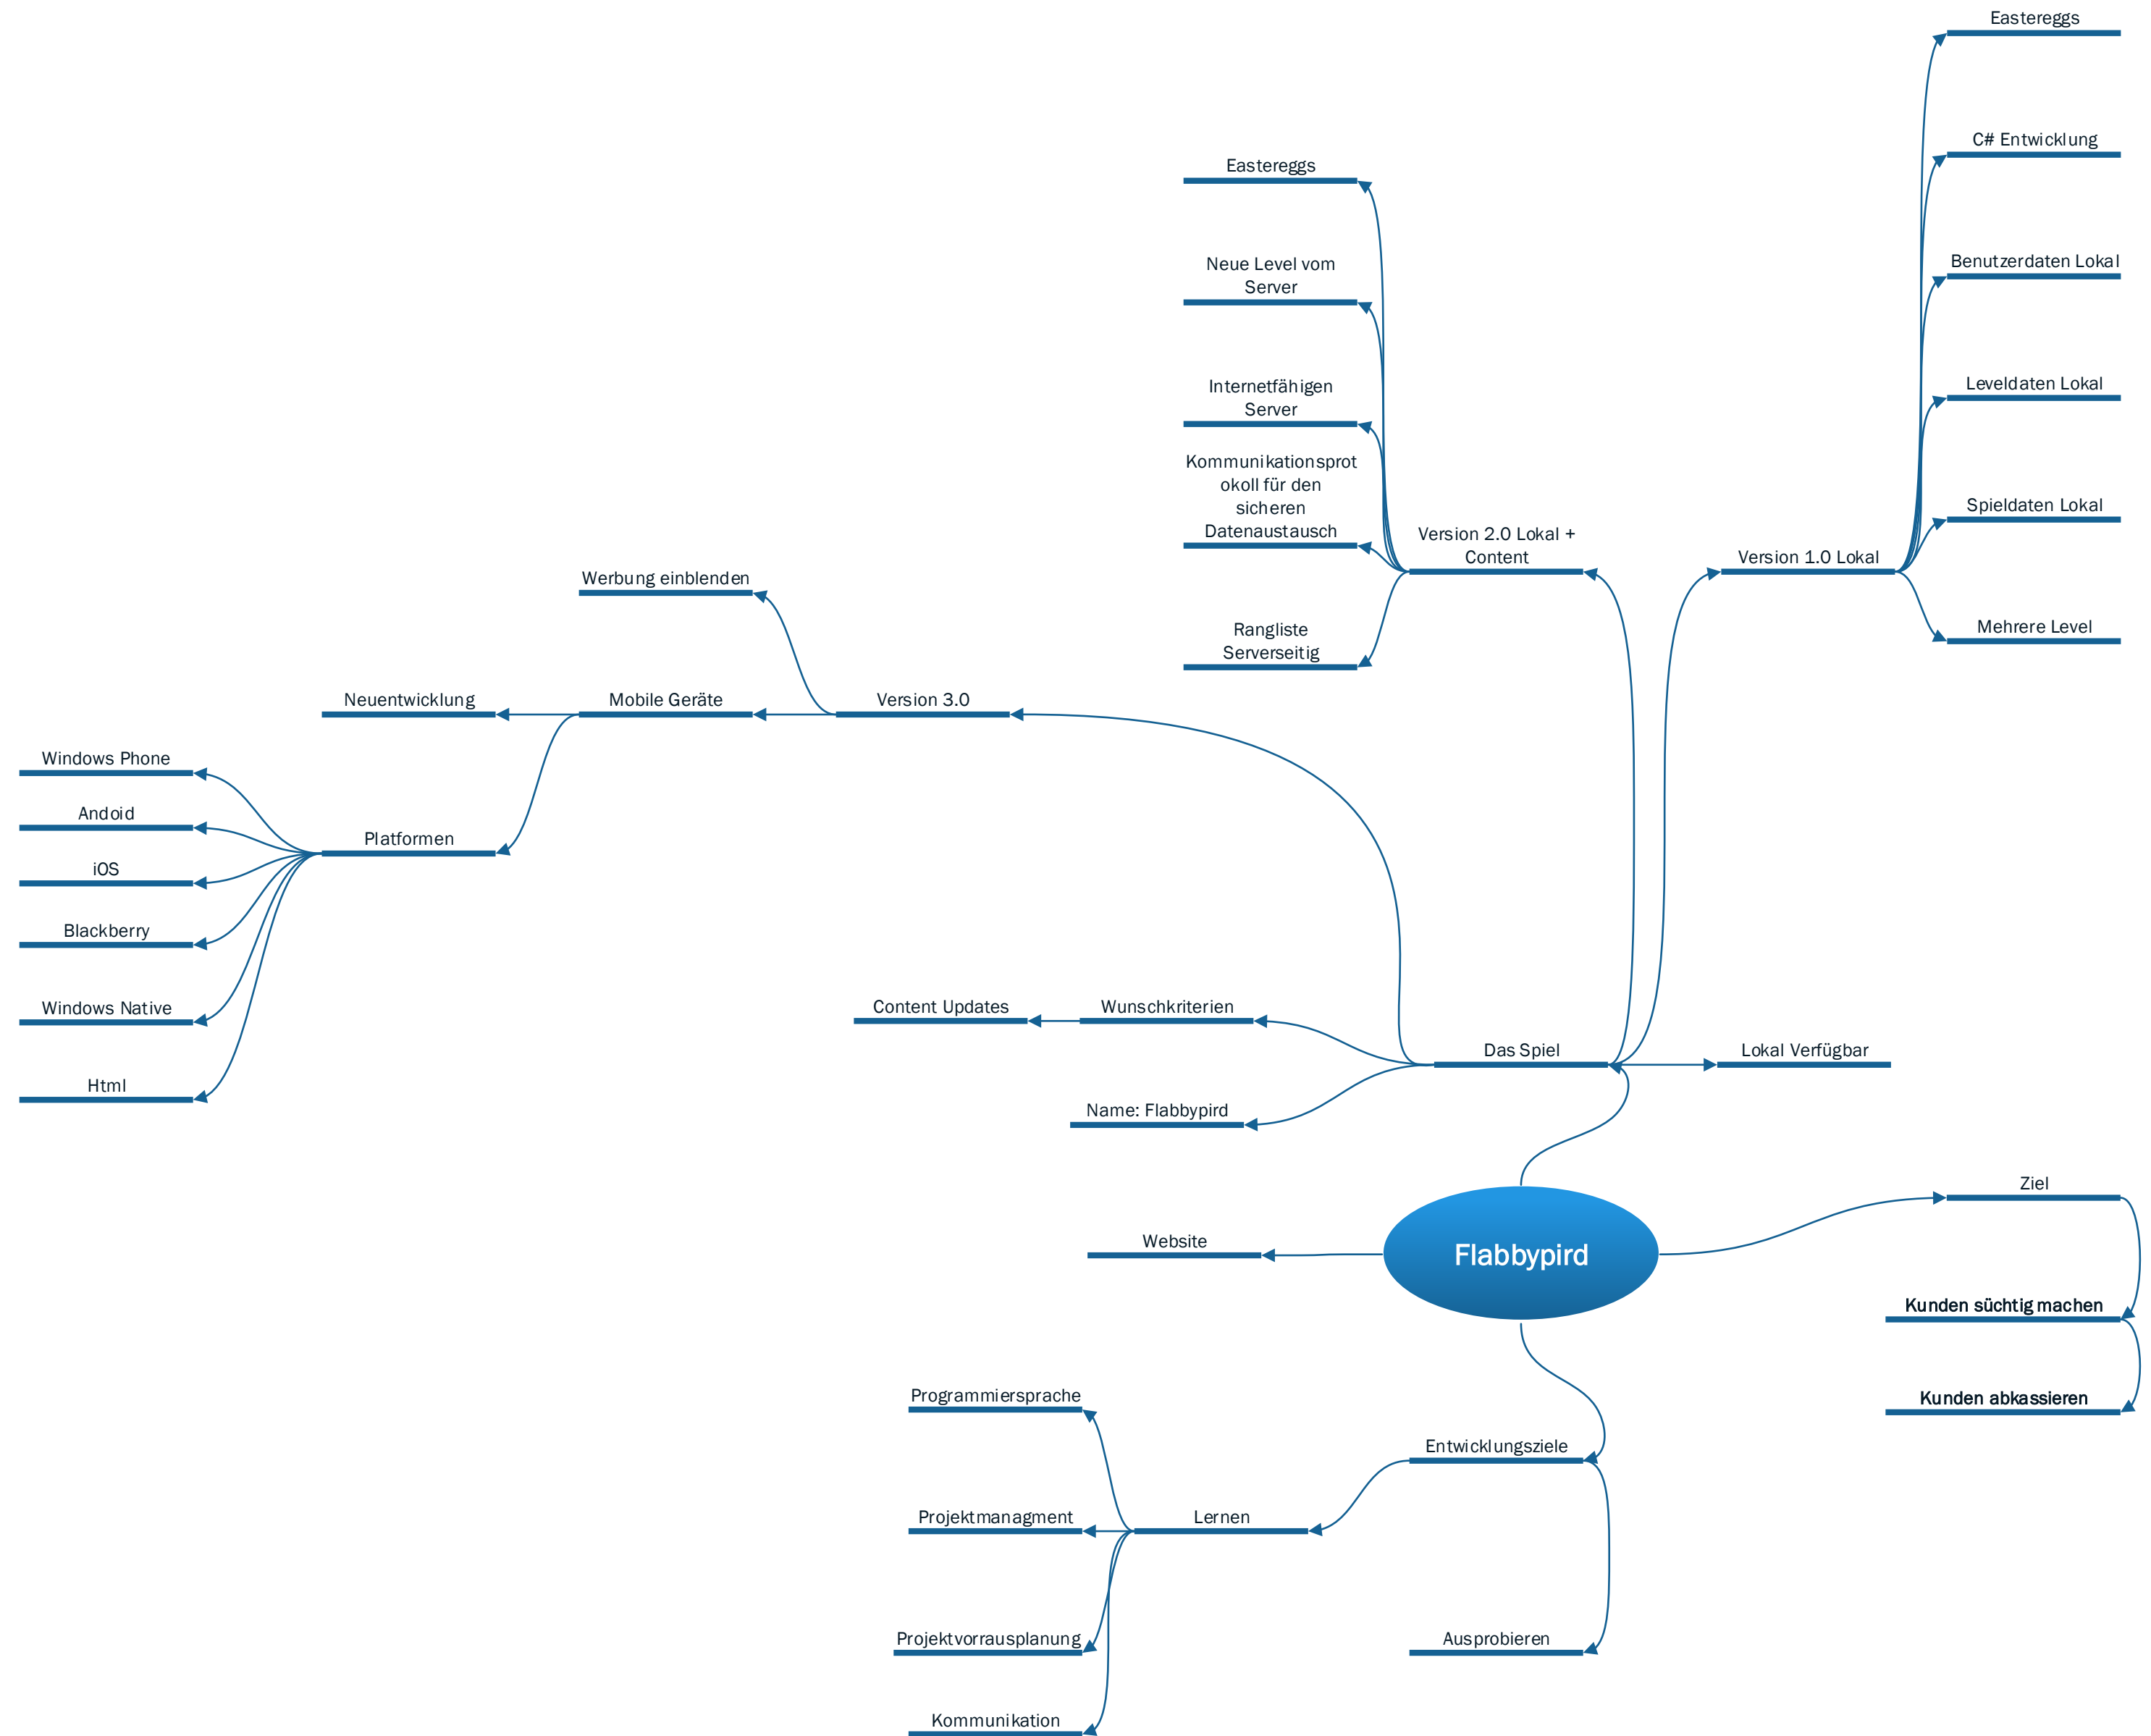 Eastereggs
C# Entwicklung
Benutzerdaten Lokal
Leveldaten Lokal
Spieldaten Lokal
Mehrere Level
Version 1.0 Lokal
Eastereggs
Neue Level vom
Server
Internetfähigen
Server
Kommunikationsprot
okoll für den
sicheren
Datenaustausch
Rangliste
Serverseitig
Version 2.0 Lokal +
Content
Werbung einblenden
Neuentwicklung
Mobile Geräte
Version 3.0
Windows Phone
Andoid
Platformen
iOS
Blackberry
Windows Native
Html
Content Updates
Wunschkriterien
Das Spiel
Lokal Verfügbar
Name: Flabbypird
Ziel
Website
Flabbypird
Kunden süchtig machen
Kunden abkassieren
Programmiersprache
Entwicklungsziele
Projektmanagment
Lernen
Projektvorrausplanung
Ausprobieren
Kommunikation